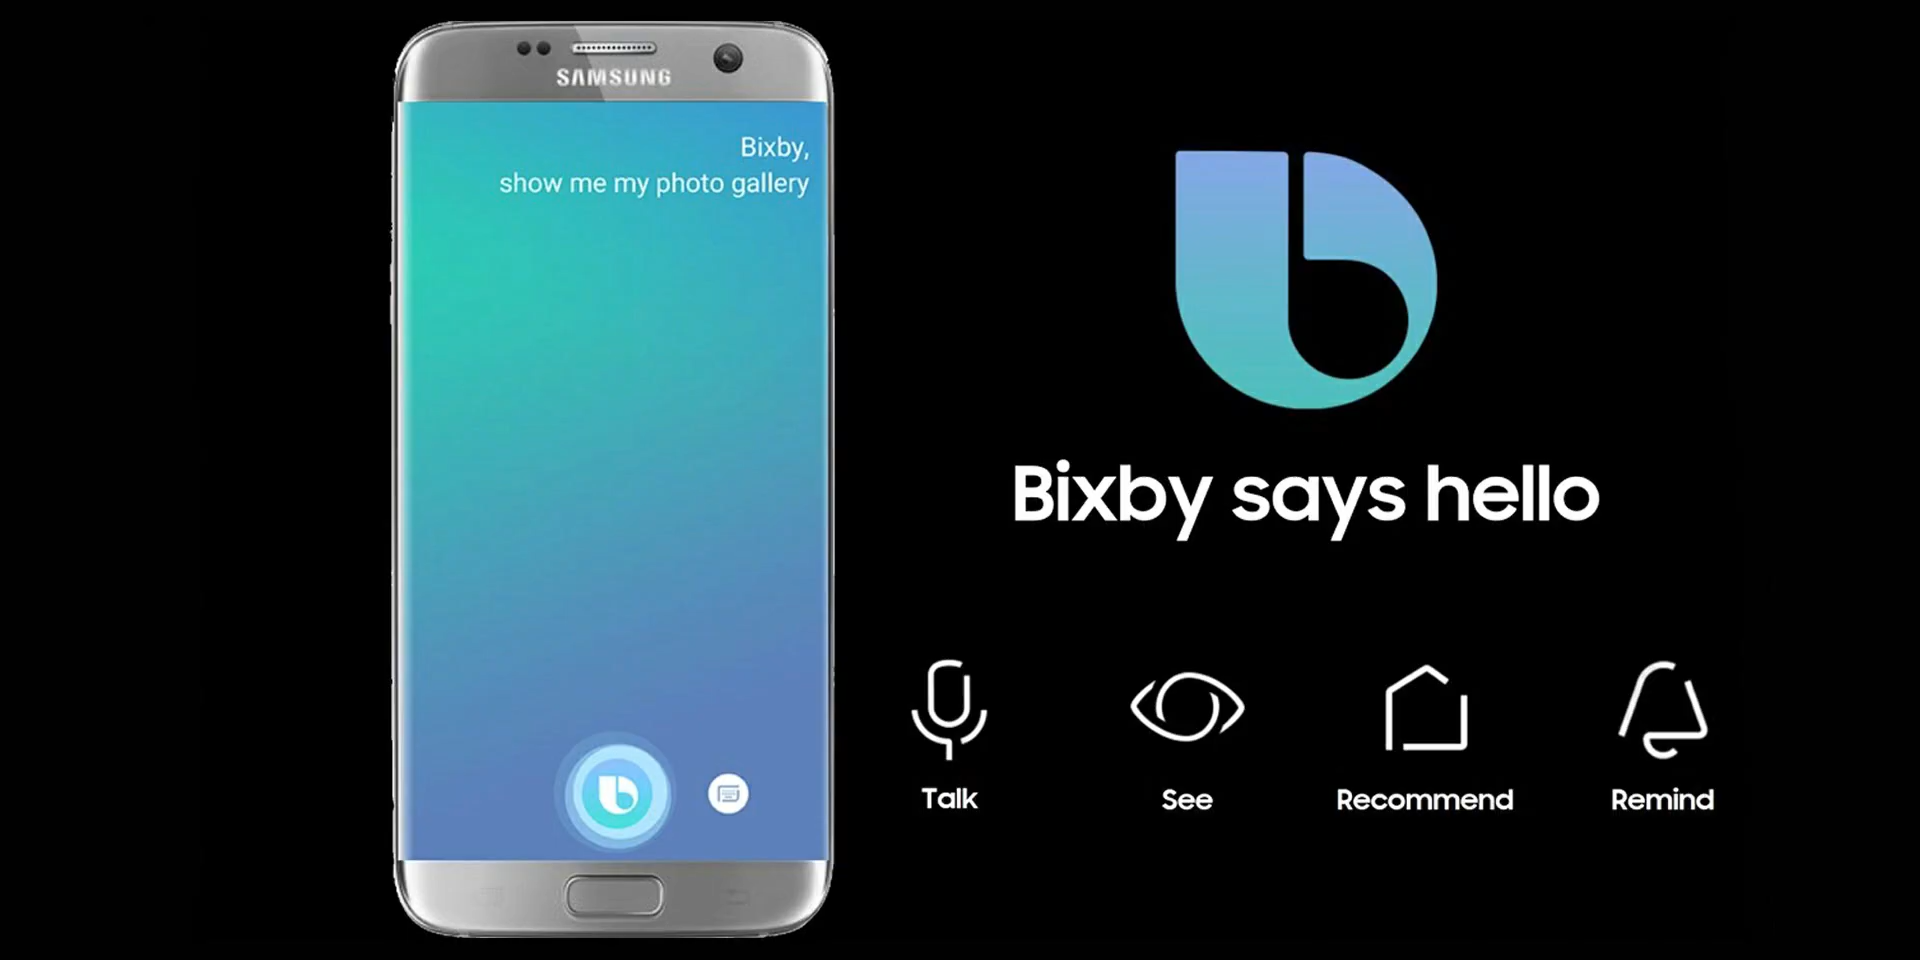 SAMSUNG
Bixby,
show me my photo gallery
Bixby says hello
Talk
See
Recommend
Remind